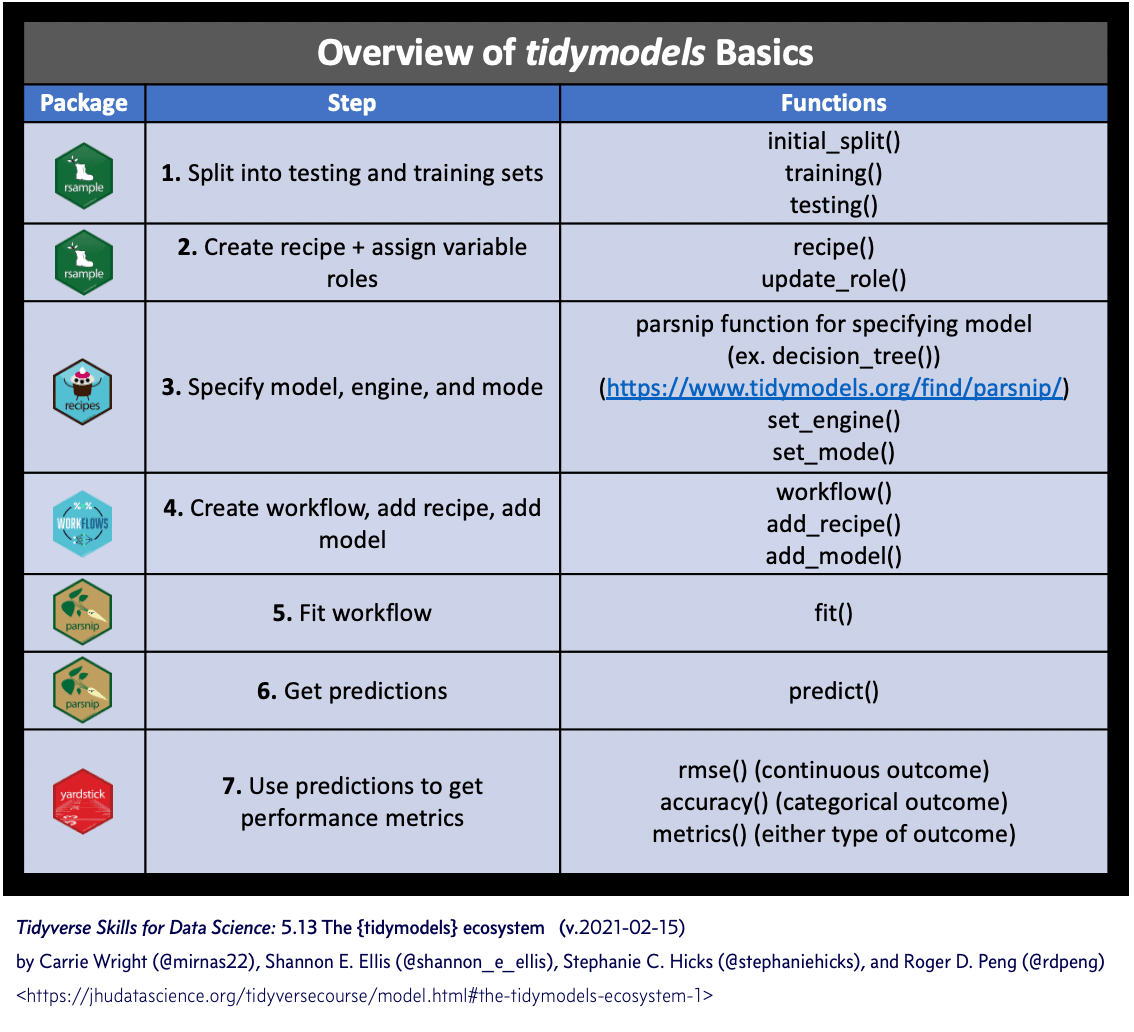 Overview of tidymodels Basics
Package
Step
Functions
rsample
1. Split into testing and training sets
initial_split()
training()
testing()
rsample
2. Create recipe + assign variable
roles
recipe()
update_role()
recipes
3. Specify model, engine, and mode
parsnip function for specifying model
(ex. decision_tree())
(https://www.tidymodels.org/find/parsnip/)
set_engine()
set_mode()
% %
WORKFLOWS
4. Create workflow, add recipe, add
model
workflow()
add_recipe()
add_model()
parsnip
5. Fit workflow
fit()
parsnip
6. Get predictions
predict()
yardstick
7. Use predictions to get
performance metrics
rmse() (continuous outcome)
accuracy() (categorical outcome)
metrics() (either type of outcome)
Tidyverse Skills for Data Science: 5.13 The {tidymodels} ecosystem (v.2021-02-15)
by Carrie Wright (@mirnas22), Shannon E. Ellis (@shannon_e_ellis), Stephanie C. Hicks (@stephaniehicks), and Roger D. Peng (@rdpeng)
<https://jhudatascience.org/tidyversecourse/model.html#the-tidymodels-ecosystem-1>